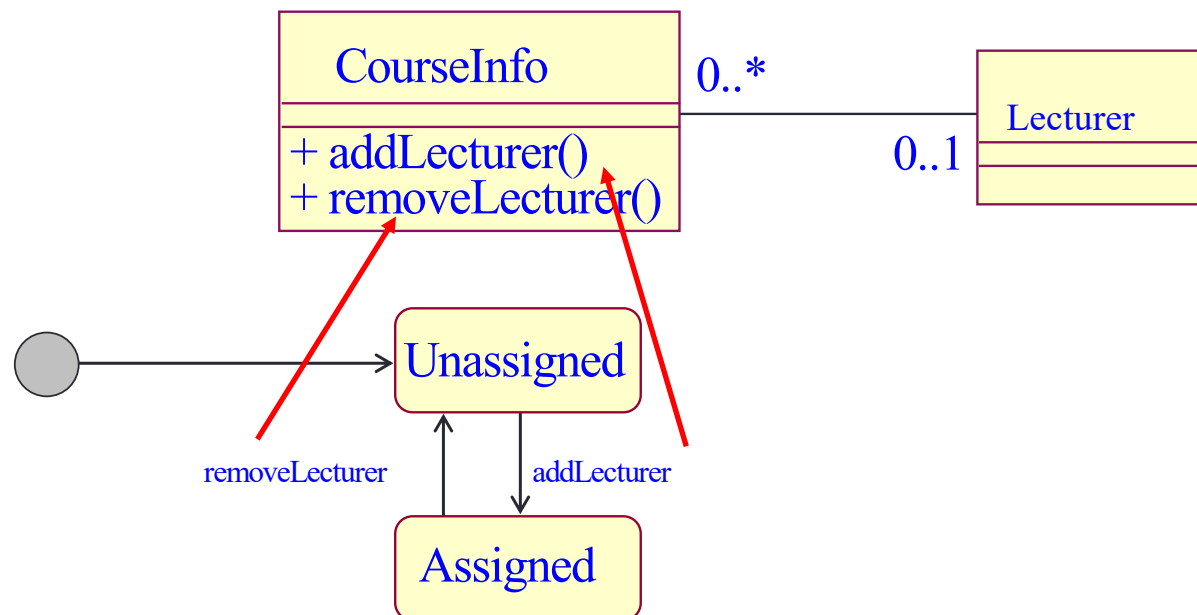 CourseInfo
0..*
Lecturer
0..1
+ addLecturer()
+ removeLecturer()
Unassigned
removeLecturer
addLecturer
Assigned